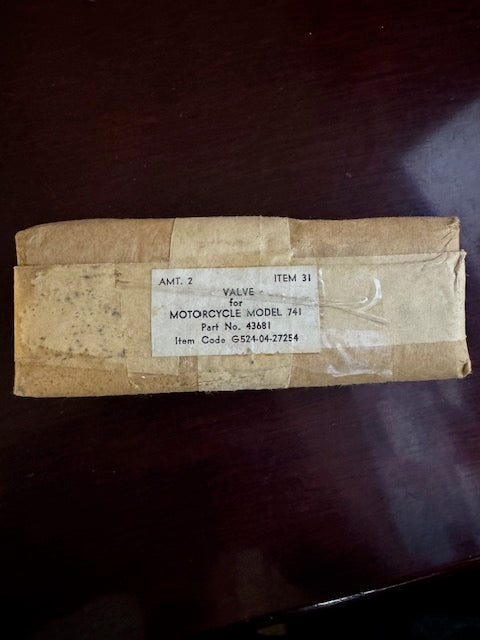 AMT. 2 ITEM 31
VALVE
for
MOTORCYCLE MODEL 741
Part No. 43681
Item Code G524-04-27254